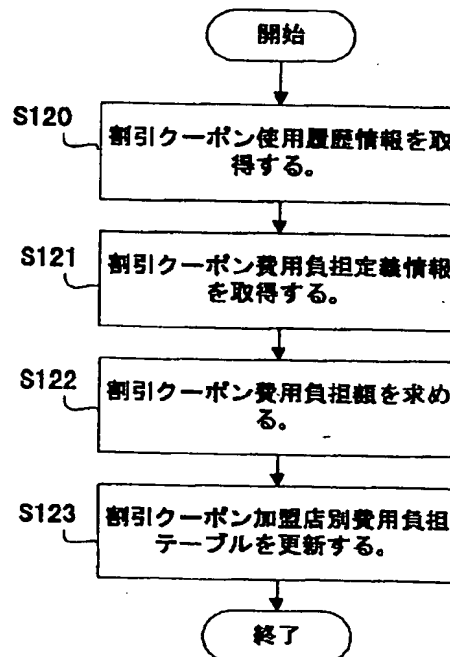 開始
S120
割引クーポン使用履歴情報を取
得する。
S121
割引クーポン費用負担定義情報
を取得する。
S122
割引クーポン費用負担額を求め
る。
S123
割引クーポン加盟店別費用負担
テーブルを更新する。
終了